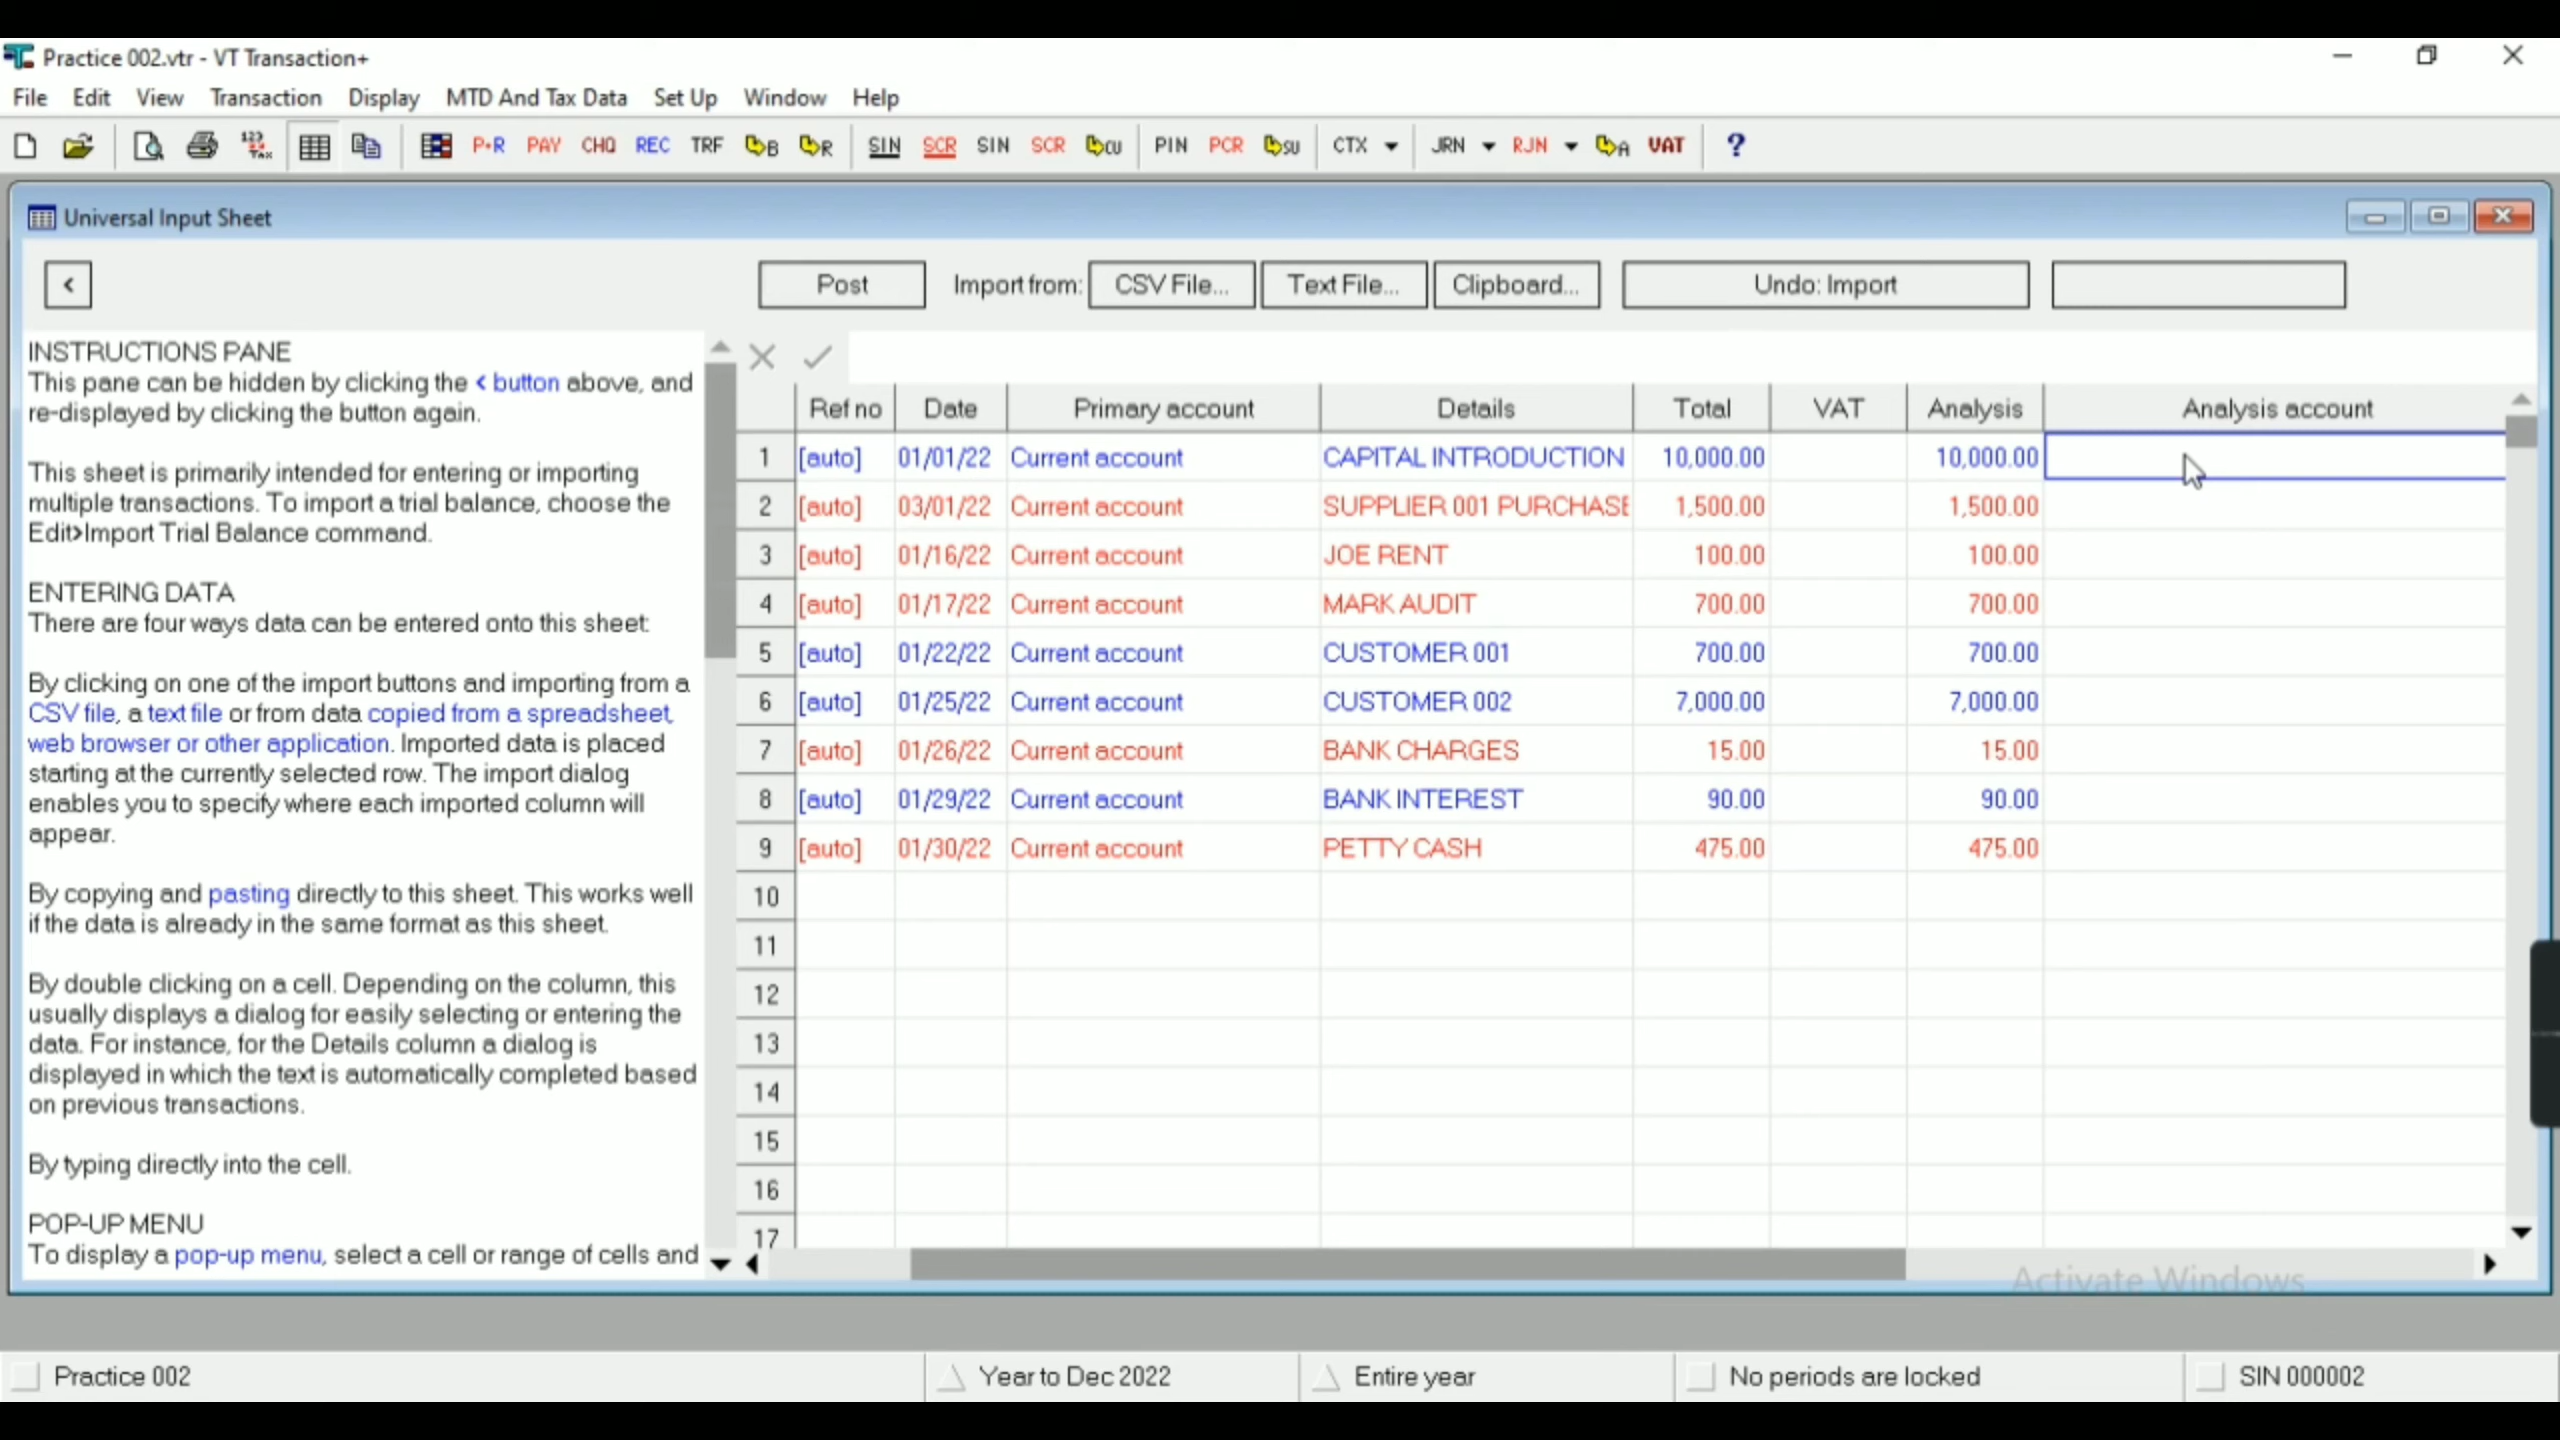 Practice 002.vtr - VT Transaction+
File Edit View Transaction Display MTD And Tax Data Set Up Window Help
123 TAX P+R PAY CHQ REC TRF B R SIN SCR SIN SCR CU PIN PCR SU CTX JRN RJN A VAT ?
Universal Input Sheet
< Post Import from: CSV File... Text File... Clipboard... Undo: Import
INSTRUCTIONS PANE
This pane can be hidden by clicking the < button above, and
re-displayed by clicking the button again.
This sheet is primarily intended for entering or importing
multiple transactions. To import a trial balance, choose the
Edit>Import Trial Balance command.
ENTERING DATA
There are four ways data can be entered onto this sheet:
By clicking on one of the import buttons and importing from a
CSV file, a text file or from data copied from a spreadsheet,
web browser or other application. Imported data is placed
starting at the currently selected row. The import dialog
enables you to specify where each imported column will
appear.
By copying and pasting directly to this sheet. This works well
if the data is already in the same format as this sheet.
By double clicking on a cell. Depending on the column, this
usually displays a dialog for easily selecting or entering the
data. For instance, for the Details column a dialog is
displayed in which the text is automatically completed based
on previous transactions.
By typing directly into the cell.
POP-UP MENU
To display a pop-up menu, select a cell or range of cells and
Ref no Date Primary account Details Total VAT Analysis Analysis account
1 [auto] 01/01/22 Current account CAPITAL INTRODUCTION 10,000.00 10,000.00
2 [auto] 03/01/22 Current account SUPPLIER 001 PURCHASE 1,500.00 1,500.00
3 [auto] 01/16/22 Current account JOE RENT 100.00 100.00
4 [auto] 01/17/22 Current account MARK AUDIT 700.00 700.00
5 [auto] 01/22/22 Current account CUSTOMER 001 700.00 700.00
6 [auto] 01/25/22 Current account CUSTOMER 002 7,000.00 7,000.00
7 [auto] 01/26/22 Current account BANK CHARGES 15.00 15.00
8 [auto] 01/29/22 Current account BANK INTEREST 90.00 90.00
9 [auto] 01/30/22 Current account PETTY CASH 475.00 475.00
10
11
12
13
14
15
16
17
Activate Windows
Practice 002 Year to Dec 2022 Entire year No periods are locked SIN 000002